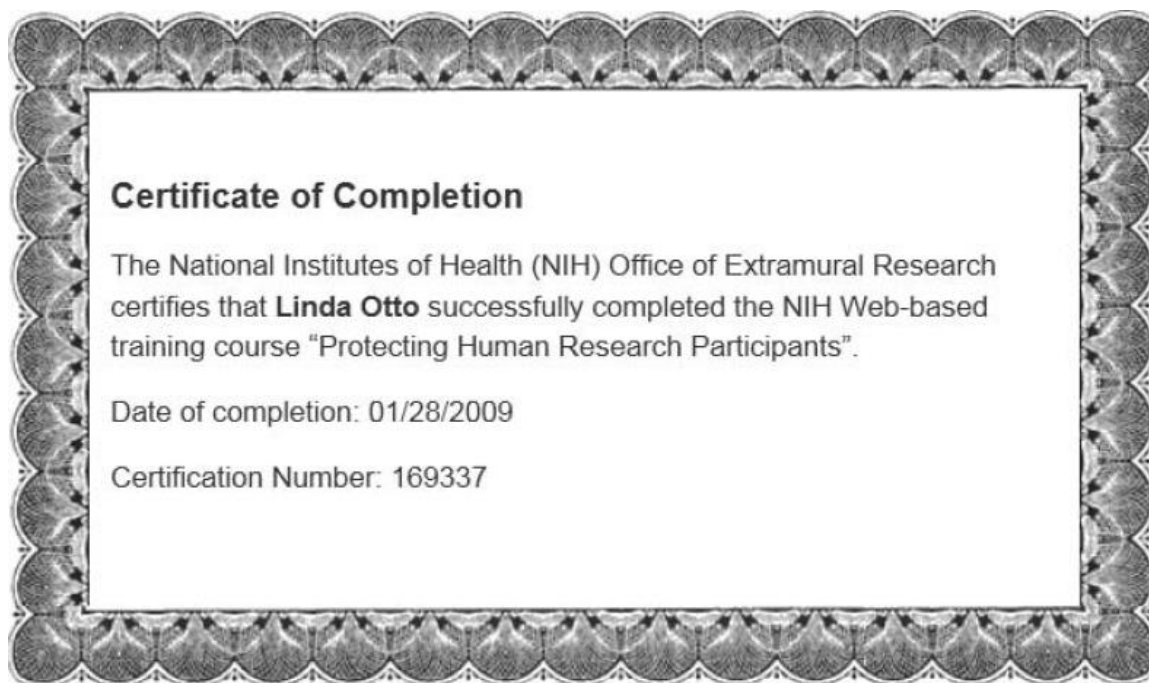 Certificate of Completion
The National Institutes of Health (NIH) Office of Extramural Research
certifies that Linda Otto successfully completed the NIH Web-based
training course “Protecting Human Research Participants”.
Date of completion: 01/28/2009
Certification Number: 169337